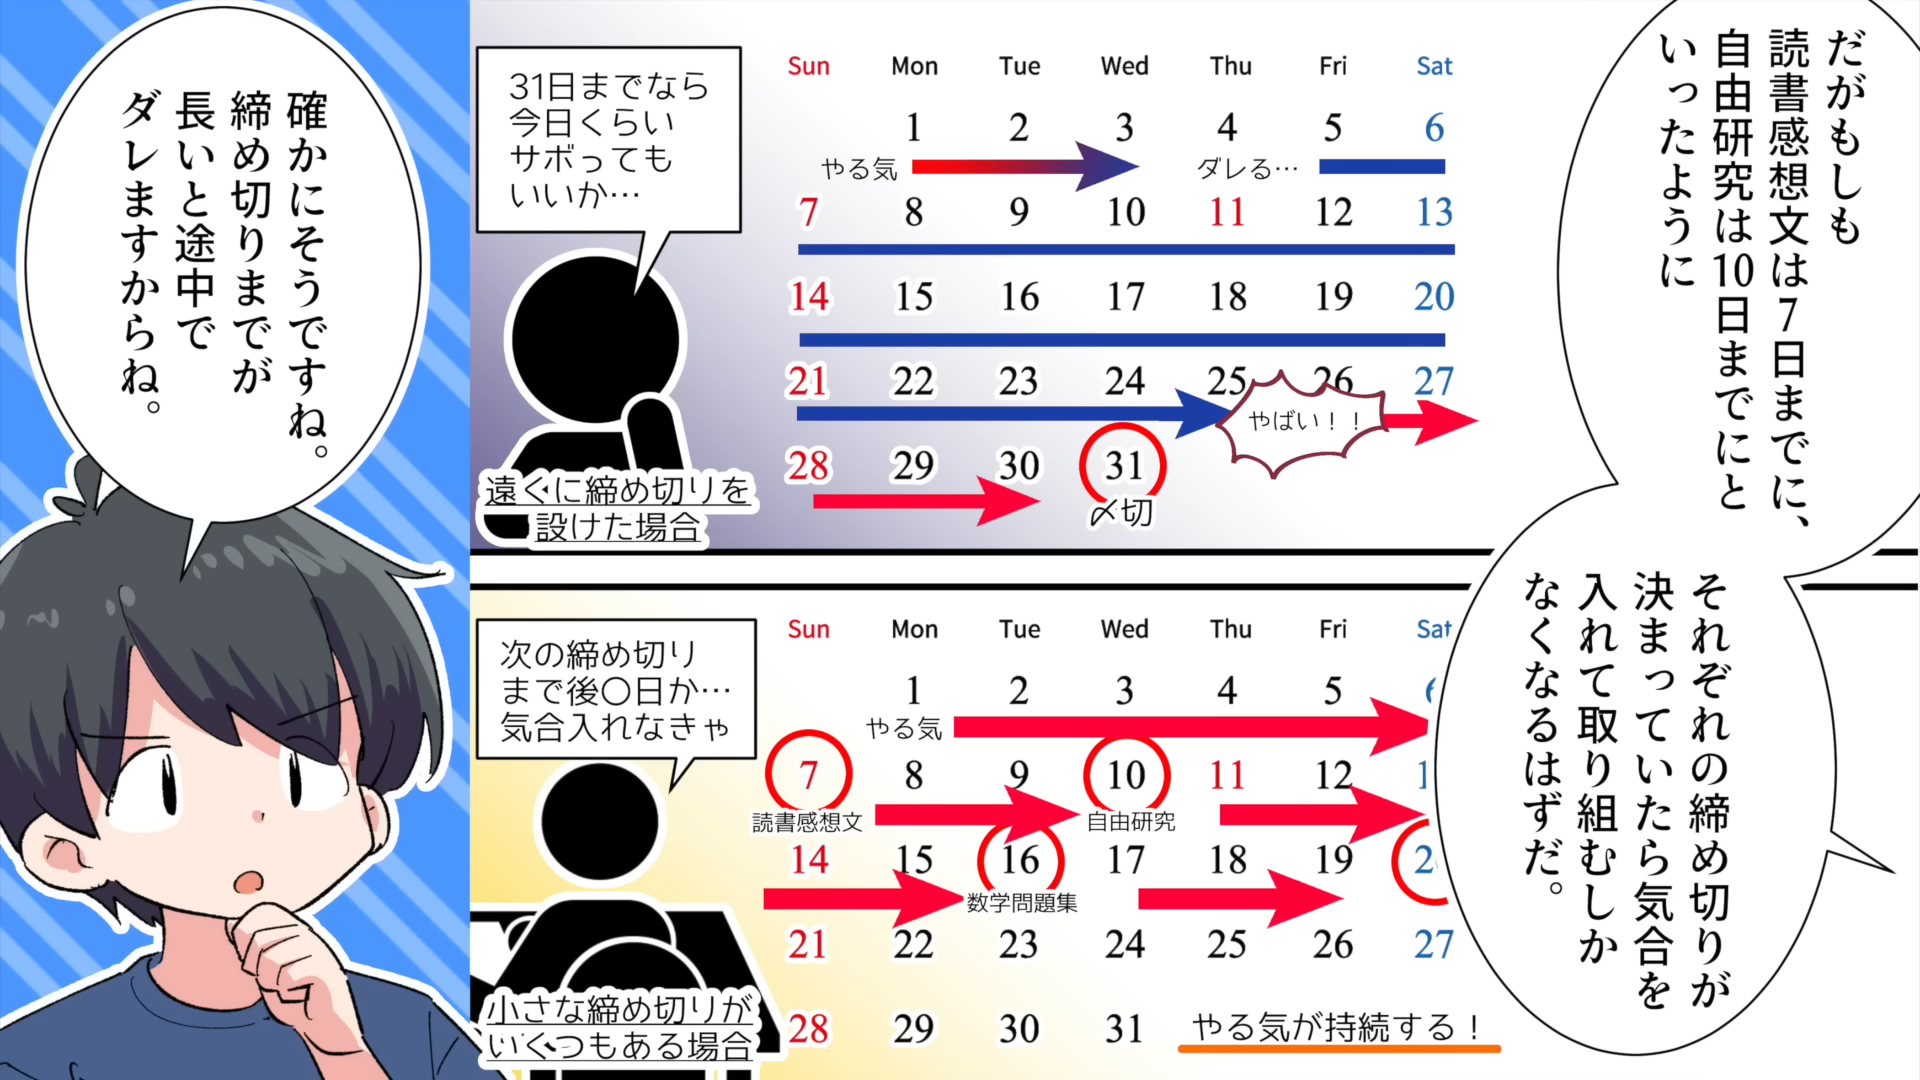 だがもしも
読書感想文は7日までに、
自由研究は10日までにと
いったように
それぞれの締め切りが
決まっていたら気合を
入れて取り組むしか
なくなるはずだ。
31日までなら
今日くらい
サボっても
いいか…
Sun Mon Tue Wed Thu Fri Sat
1 2 3 4 5 6
やる気 ダレる…
7 8 9 10 11 12 13
14 15 16 17 18 19 20
21 22 23 24 25 26 27
やばい！！
28 29 30 31
〆切
遠くに締め切りを
設けた場合
次の締め切り
まで後〇日か…
気合入れなきゃ
Sun Mon Tue Wed Thu Fri Sat
1 2 3 4 5
やる気
7 8 9 10 11 12
読書感想文 自由研究
14 15 16 17 18 19
数学問題集
21 22 23 24 25 26 27
28 29 30 31 やる気が持続する！
小さな締め切りが
いくつもある場合
確かにそうですね。
締め切りまでが
長いと途中で
ダレますからね。